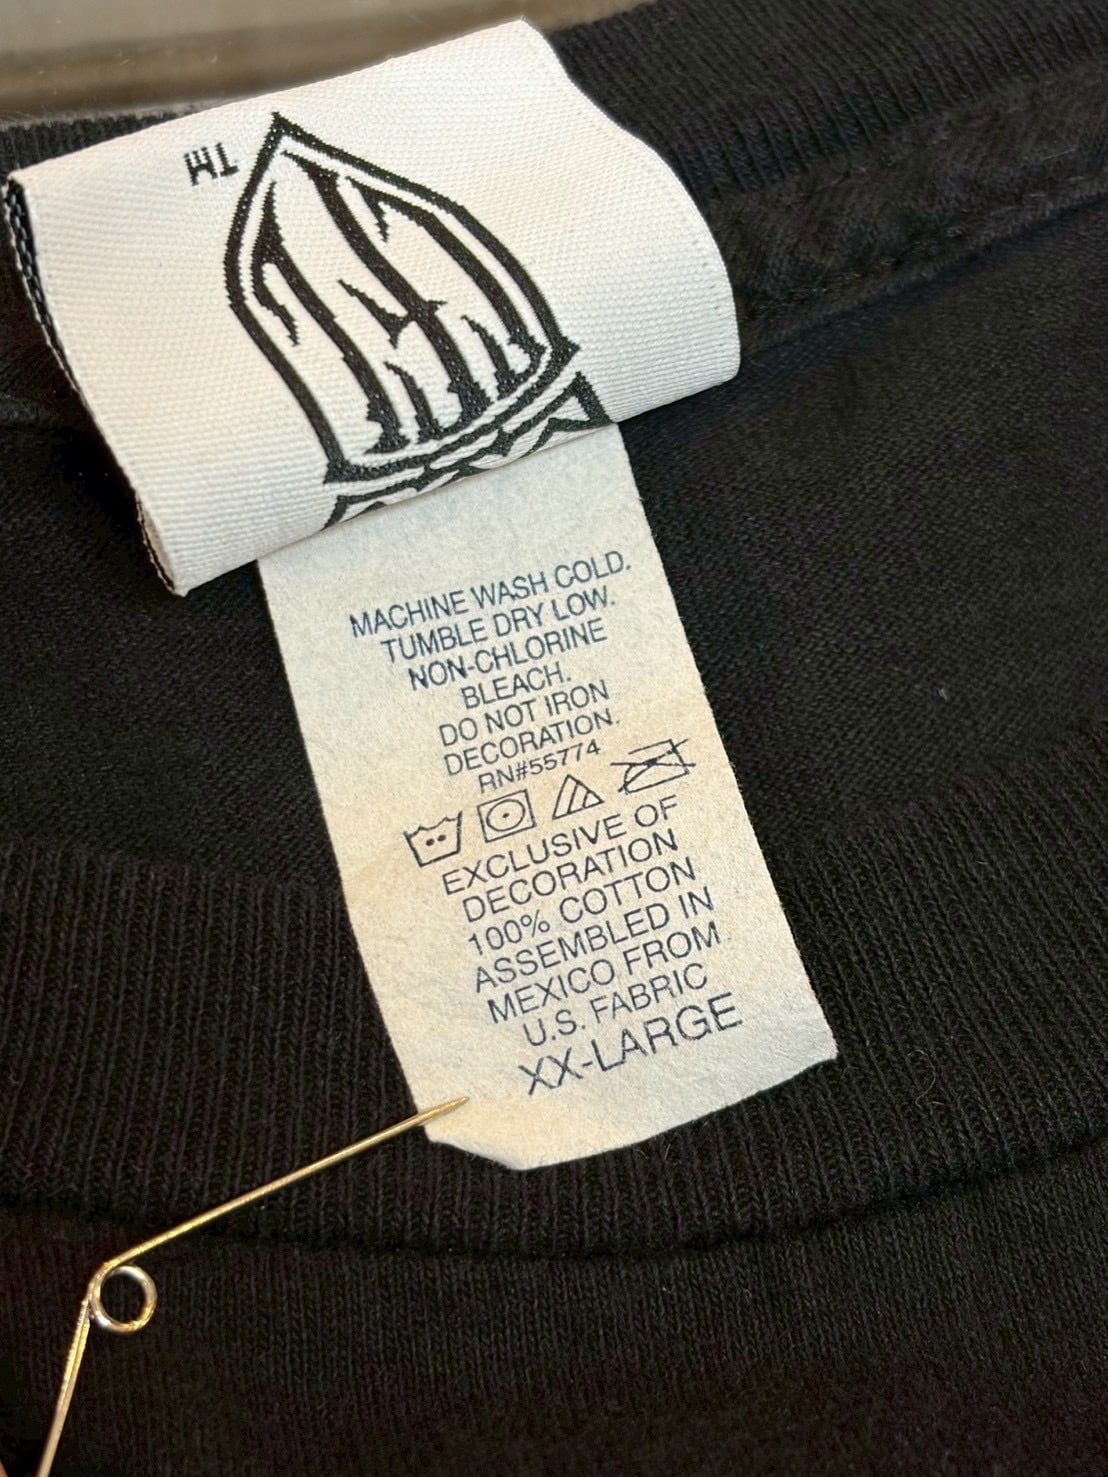 TM
MACHINE WASH COLD.
TUMBLE DRY LOW.
NON-CHLORINE
BLEACH.
DO NOT IRON
DECORATION.
RN#55774
EXCLUSIVE OF
DECORATION
100% COTTON
ASSEMBLED IN
MEXICO FROM
U.S. FABRIC
XX-LARGE